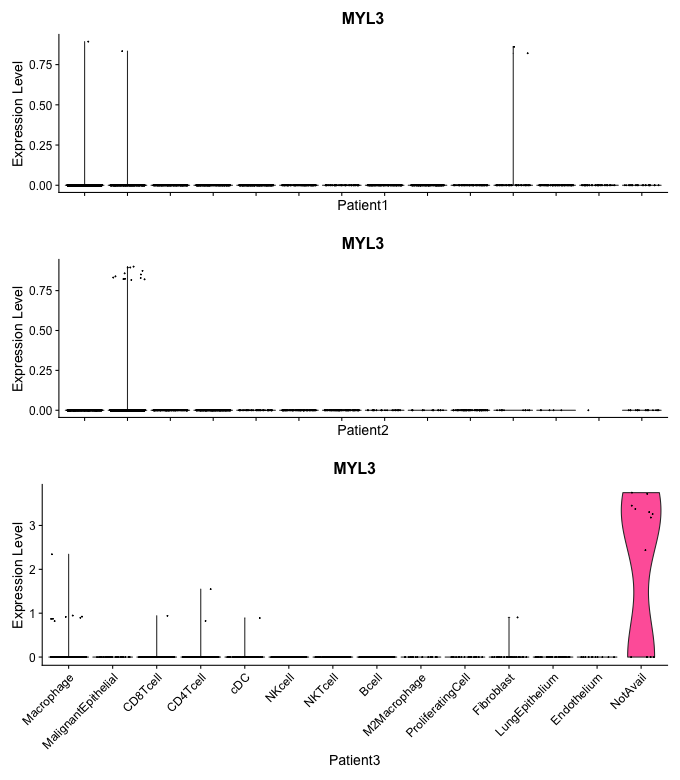 MYL3
Expression Level
0.75
0.50
0.25
0.00
Patient1
MYL3
Expression Level
0.75
0.50
0.25
0.00
Patient2
MYL3
Expression Level
3
2
1
0
Macrophage
MalignantEpithelial
CD8Tcell
CD4Tcell
cDC
NKcell
NKTcell
Bcell
M2Macrophage
ProliferatingCell
Fibroblast
LungEpithelium
Endothelium
NotAvail
Patient3